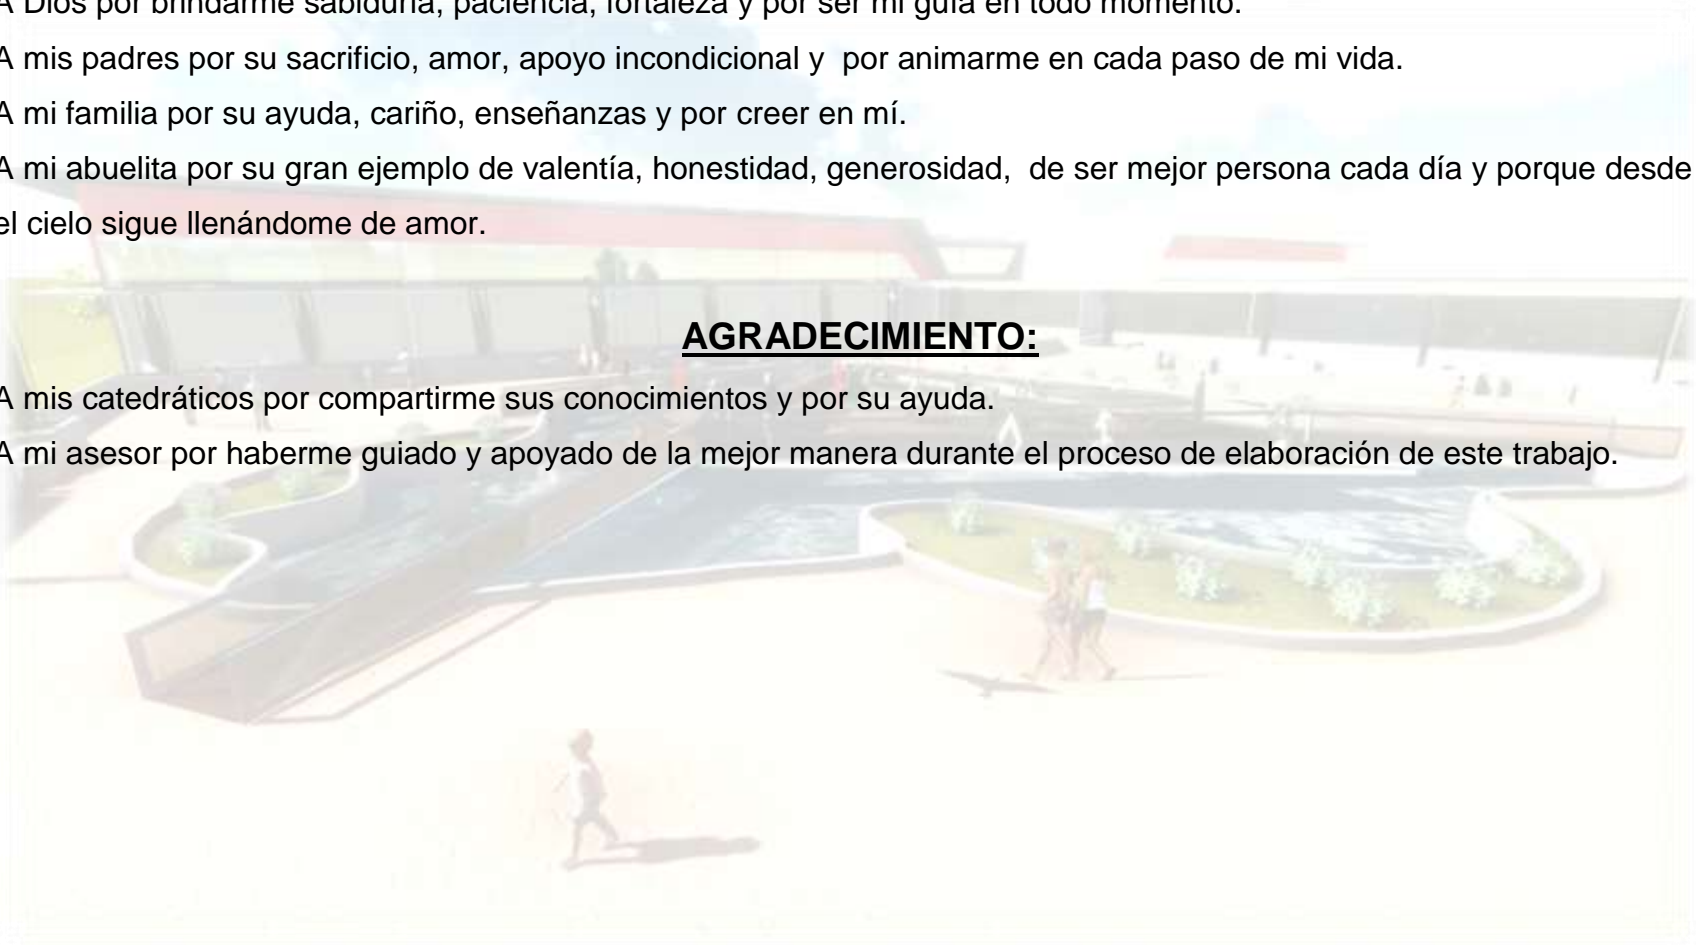 A Dios por brindarme sabiduría, paciencia, fortaleza y por ser mi guía en todo momento.
A mis padres por su sacrificio, amor, apoyo incondicional y  por animarme en cada paso de mi vida.
A mi familia por su ayuda, cariño, enseñanzas y por creer en mí.
A mi abuelita por su gran ejemplo de valentía, honestidad, generosidad,  de ser mejor persona cada día y porque desde
el cielo sigue llenándome de amor.
AGRADECIMIENTO:
A mis catedráticos por compartirme sus conocimientos y por su ayuda.
A mi asesor por haberme guiado y apoyado de la mejor manera durante el proceso de elaboración de este trabajo.